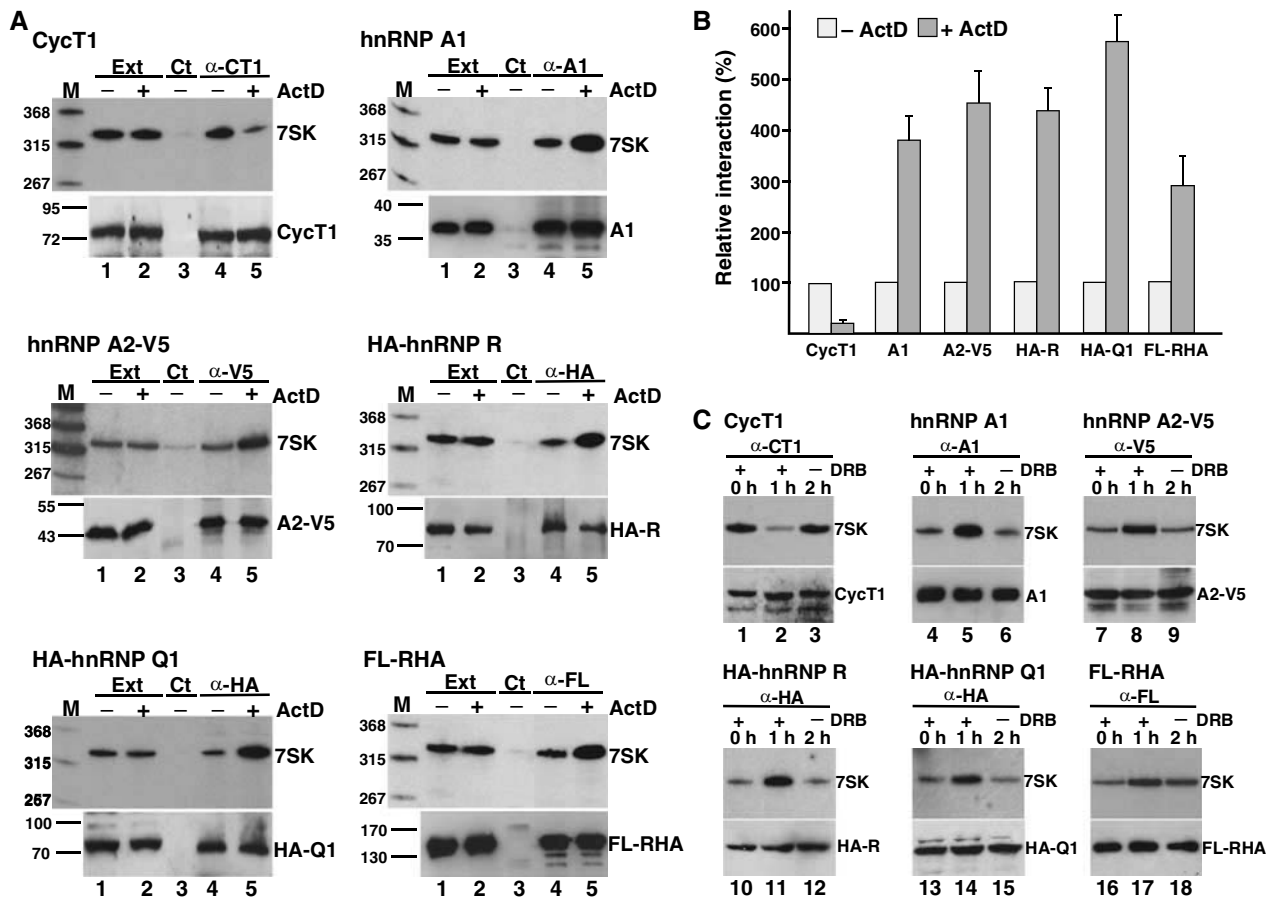 A
CycT1
Ext Ct α-CT1
M – + – – + ActD
368
315
267
7SK
95
72
CycT1
1 2 3 4 5
hnRNP A1
Ext Ct α-A1
M – + – – + ActD
368
315
267
7SK
40
35
A1
1 2 3 4 5
hnRNP A2-V5
Ext Ct α-V5
M – + – – + ActD
368
315
267
7SK
55
43
A2-V5
1 2 3 4 5
HA-hnRNP R
Ext Ct α-HA
M – + – – + ActD
368
315
267
7SK
100
70
HA-R
1 2 3 4 5
HA-hnRNP Q1
Ext Ct α-HA
M – + – – + ActD
368
315
267
7SK
100
70
HA-Q1
1 2 3 4 5
FL-RHA
Ext Ct α-FL
M – + – – + ActD
368
315
267
7SK
170
130
FL-RHA
1 2 3 4 5
B
Relative interaction (%)
600
500
400
300
200
100
– ActD + ActD
CycT1 A1 A2-V5 HA-R HA-Q1 FL-RHA
C
CycT1
α-CT1
+ + – DRB
0 h 1 h 2 h
7SK
CycT1
1 2 3
hnRNP A1
α-A1
+ + – DRB
0 h 1 h 2 h
7SK
A1
4 5 6
hnRNP A2-V5
α-V5
+ + – DRB
0 h 1 h 2 h
7SK
A2-V5
7 8 9
HA-hnRNP R
α-HA
+ + – DRB
0 h 1 h 2 h
7SK
HA-R
10 11 12
HA-hnRNP Q1
α-HA
+ + – DRB
0 h 1 h 2 h
7SK
HA-Q1
13 14 15
FL-RHA
α-FL
+ + – DRB
0 h 1 h 2 h
7SK
FL-RHA
16 17 18